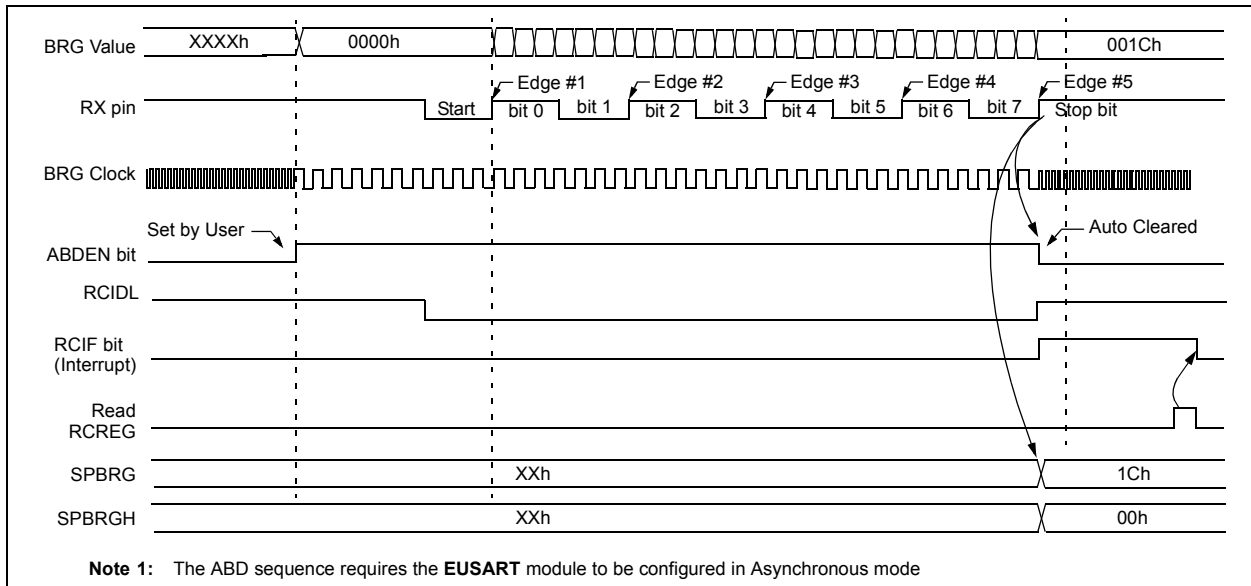 BRG Value XXXXh 0000h 001Ch
Edge #1 Edge #2 Edge #3 Edge #4 Edge #5
RX pin Start bit 0 bit 1 bit 2 bit 3 bit 4 bit 5 bit 6 bit 7 Stop bit
BRG Clock
Set by User Auto Cleared
ABDEN bit
RCIDL
RCIF bit
(Interrupt)
Read
RCREG
SPBRG XXh 1Ch
SPBRGH XXh 00h
Note 1: The ABD sequence requires the EUSART module to be configured in Asynchronous mode